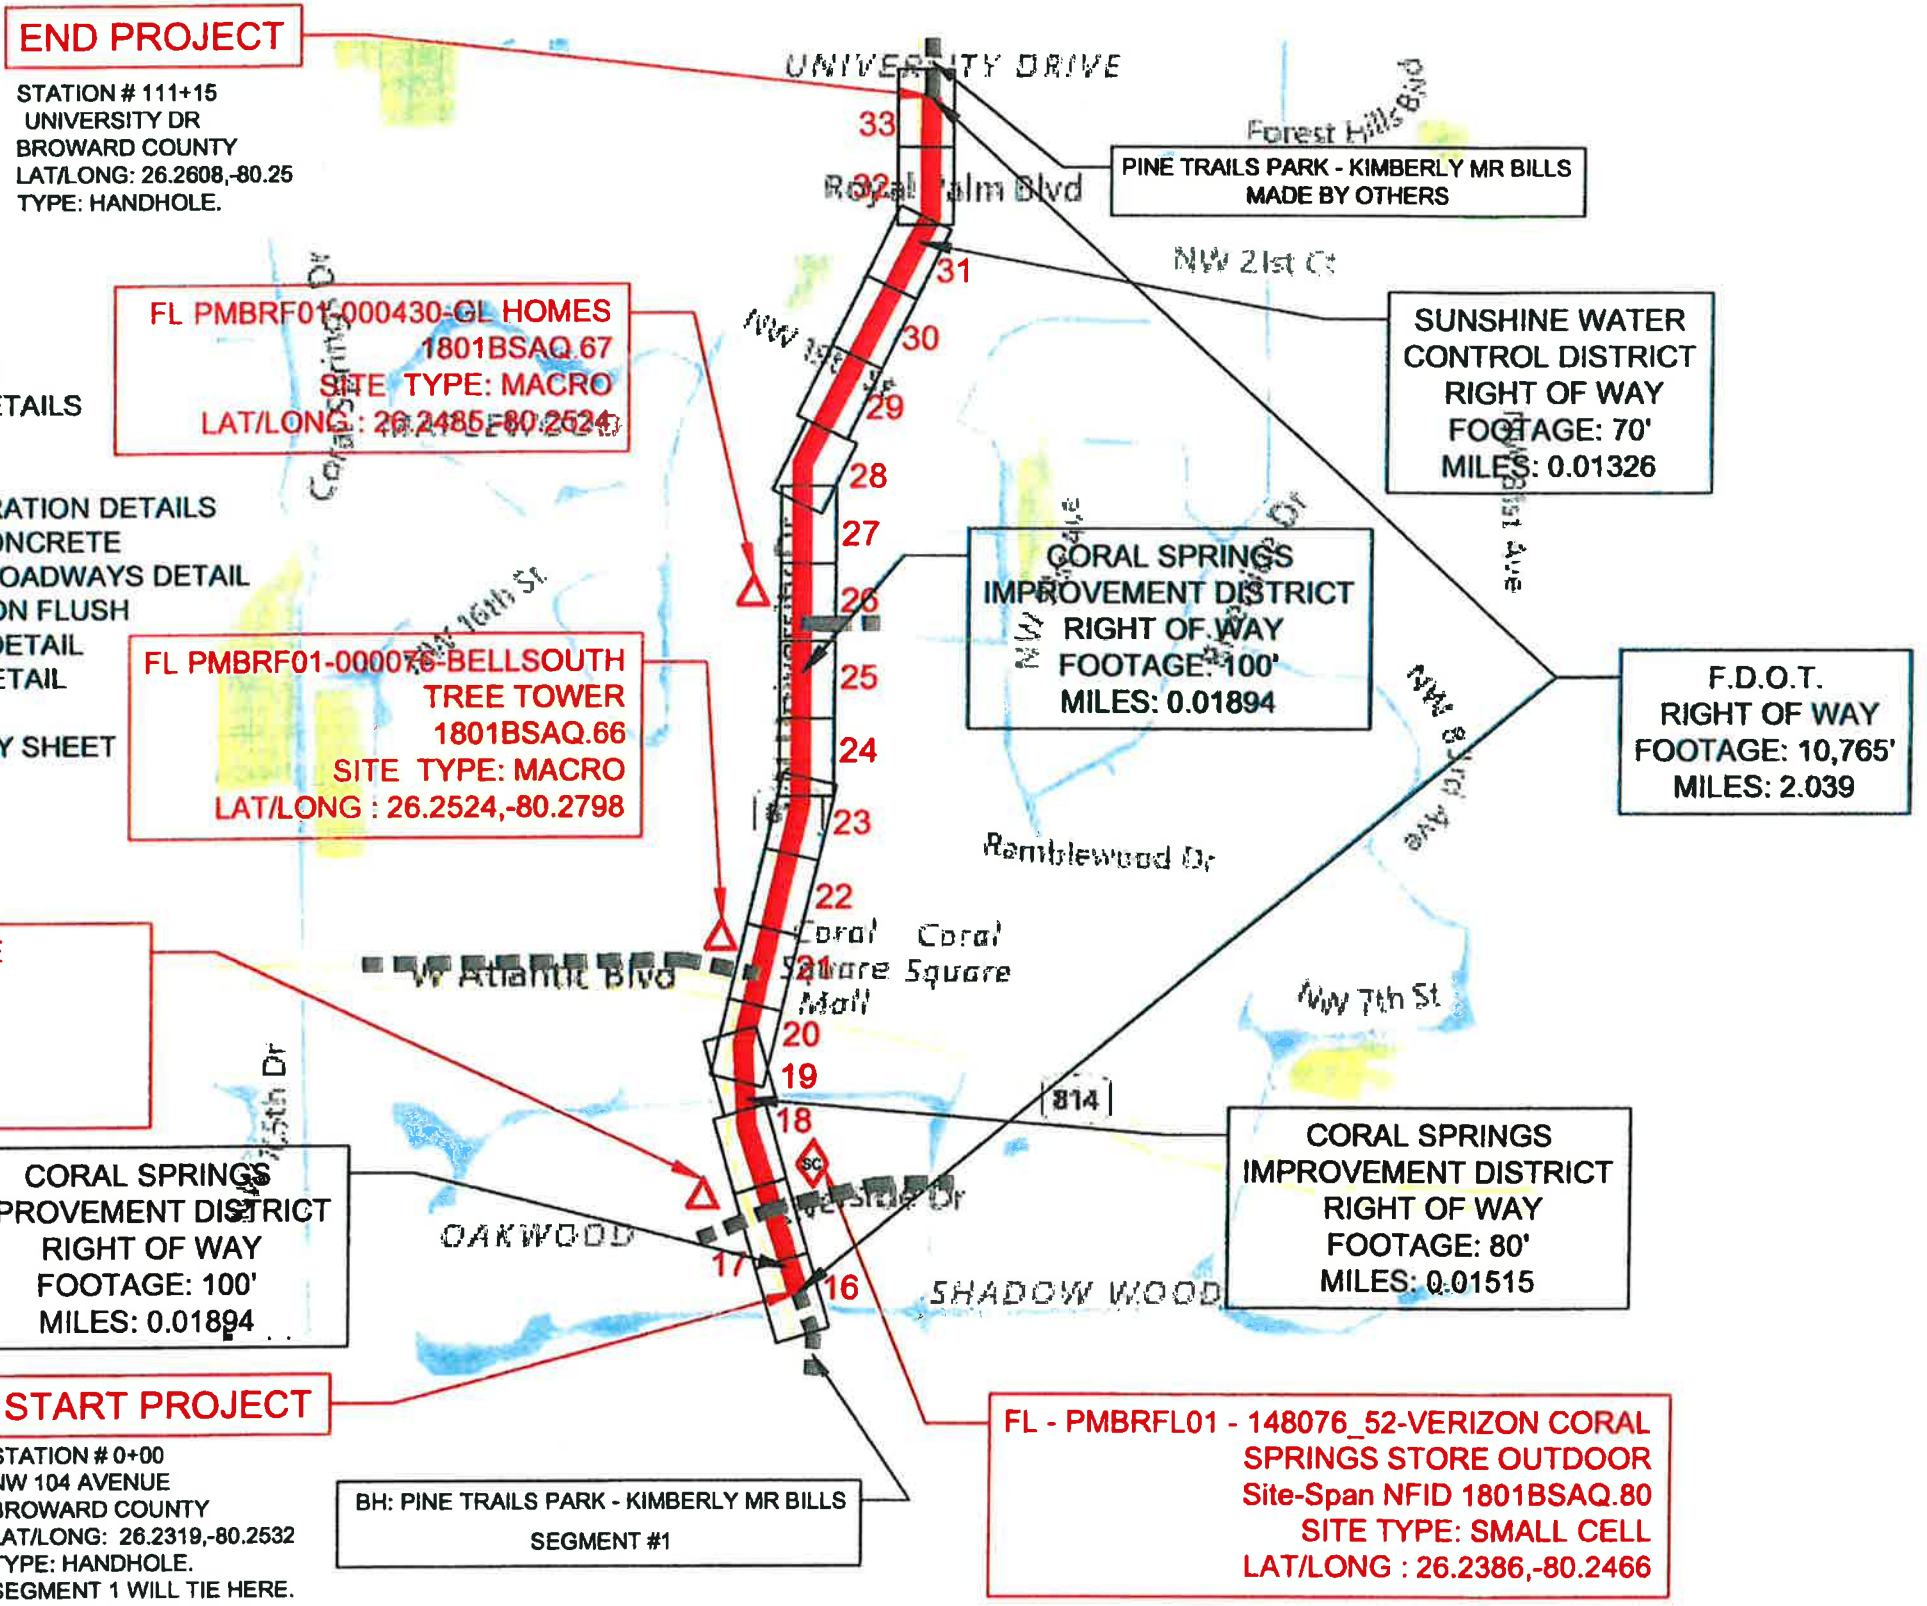 END PROJECT
STATION # 111+15
UNIVERSITY DR
BROWARD COUNTY
LAT/LONG: 26.2608,-80.25
TYPE: HANDHOLE.
UNIVERSITY DRIVE
Forest Hills Blvd
33
PINE TRAILS PARK - KIMBERLY MR BILLS
MADE BY OTHERS
32
Royal Palm Blvd
31
NW 21st Ct
FL PMBRF01-000430-GL HOMES
1801BSAQ.67
SITE TYPE: MACRO
LAT/LONG : 26.2485,-80.2524
Coral Springs Dr
30
SUNSHINE WATER
CONTROL DISTRICT
RIGHT OF WAY
FOOTAGE: 70'
MILES: 0.01326
ETAILS
29
28
RATION DETAILS
ONCRETE
OADWAYS DETAIL
ON FLUSH
DETAIL
ETAIL
Y SHEET
27
26
25
24
CORAL SPRINGS
IMPROVEMENT DISTRICT
RIGHT OF WAY
FOOTAGE: 100'
MILES: 0.01894
NW 16th St
FL PMBRF01-000076-BELLSOUTH
TREE TOWER
1801BSAQ.66
SITE TYPE: MACRO
LAT/LONG : 26.2524,-80.2798
F.D.O.T.
RIGHT OF WAY
FOOTAGE: 10,765'
MILES: 2.039
23
Ramblewood Dr
22
Coral Coral
Square Square
Mall
21
W Atlantic Blvd
NW 7th St
20
19
814
18
SC
CORAL SPRINGS
PROVEMENT DISTRICT
RIGHT OF WAY
FOOTAGE: 100'
MILES: 0.01894
CORAL SPRINGS
IMPROVEMENT DISTRICT
RIGHT OF WAY
FOOTAGE: 80'
MILES: 0.01515
OAKWOOD
17
16
SHADOW WOOD
START PROJECT
STATION # 0+00
NW 104 AVENUE
BROWARD COUNTY
LAT/LONG: 26.2319,-80.2532
TYPE: HANDHOLE.
SEGMENT 1 WILL TIE HERE.
BH: PINE TRAILS PARK - KIMBERLY MR BILLS
SEGMENT #1
FL - PMBRFL01 - 148076_52-VERIZON CORAL
SPRINGS STORE OUTDOOR
Site-Span NFID 1801BSAQ.80
SITE TYPE: SMALL CELL
LAT/LONG : 26.2386,-80.2466